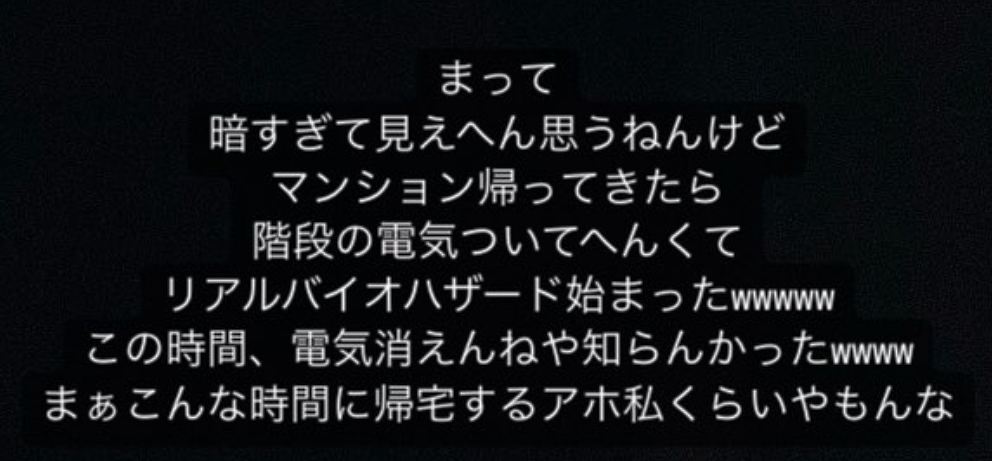 まって
暗すぎて見えへん思うねんけど
マンション帰ってきたら
階段の電気ついてへんくて
リアルバイオハザード始まったwwwww
この時間、電気消えんねや知らんかったwwww
まぁこんな時間に帰宅するアホ私くらいやもんな